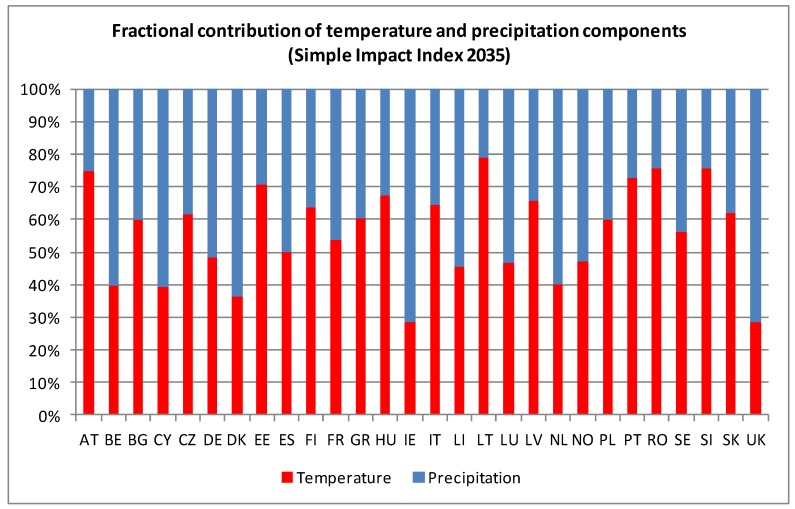 Fractional contribution of temperature and precipitation components
(Simple Impact Index 2035)
100%
90%
80%
70%
60%
50%
40%
30%
20%
10%
0%
AT BE BG CY CZ DE DK EE ES FI FR GR HU IE IT LI LT LU LV NL NO PL PT RO SE SI SK UK
Temperature Precipitation